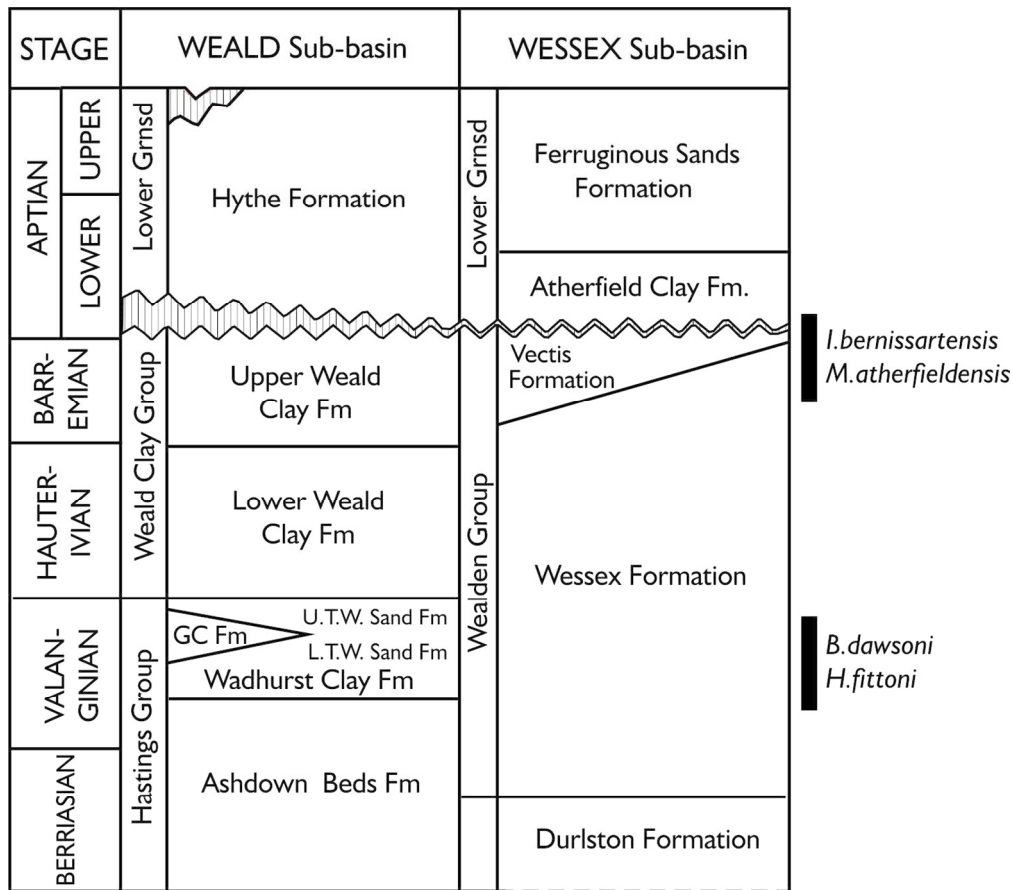 STAGE
WEALD Sub-basin
WESSEX Sub-basin
APTIAN
UPPER
LOWER
Lower Grnsd
Hythe Formation
Lower Grnsd
Ferruginous Sands
Formation
Atherfield Clay Fm.
BARR-
EMIAN
Weald Clay Group
Upper Weald
Clay Fm
Vectis
Formation
I.bernissartensis
M.atherfieldensis
HAUTER-
IVIAN
Lower Weald
Clay Fm
Wealden Group
Wessex Formation
VALAN-
GINIAN
Hastings Group
GC Fm
U.T.W. Sand Fm
L.T.W. Sand Fm
Wadhurst Clay Fm
B.dawsoni
H.fittoni
BERRIASIAN
Ashdown Beds Fm
Durlston Formation